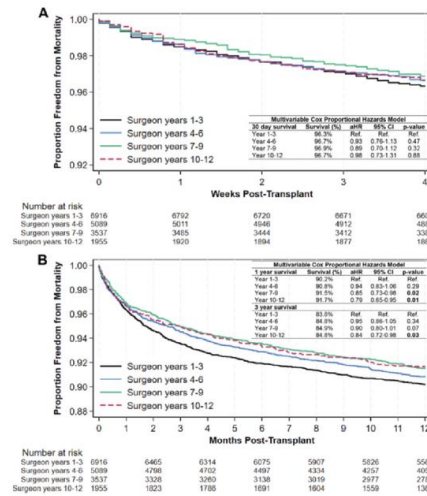 A
Proportion Freedom from Mortality
1.00
0.98
0.96
0.94
0.92
0.90
Surgeon years 1-3
Surgeon years 4-6
Surgeon years 7-9
Surgeon years 10-12
Multivariable Cox Proportional Hazards Model
30 day survival Survival (%) aHR 95% CI p-value
Year 1-3 96.3% Ref. Ref. Ref.
Year 4-6 96.7% 0.93 0.76-1.13 0.47
Year 7-9 96.9% 0.89 0.70-1.12 0.32
Year 10-12 96.7% 0.98 0.73-1.31 0.88
0 1 2 3 4
Weeks Post-Transplant
Number at risk
Surgeon years 1-3 6916 6792 6720 6671
Surgeon years 4-6 5089 5011 4946 4912
Surgeon years 7-9 3537 3485 3444 3412
Surgeon years 10-12 1955 1920 1894 1877
B
Proportion Freedom from Mortality
1.00
0.98
0.96
0.94
0.92
0.90
0.88
Surgeon years 1-3
Surgeon years 4-6
Surgeon years 7-9
Surgeon years 10-12
Multivariable Cox Proportional Hazards Model
1 year survival Survival (%) aHR 95% CI p-value
Year 1-3 90.2% Ref. Ref. Ref.
Year 4-6 90.8% 0.94 0.83-1.06 0.29
Year 7-9 91.5% 0.85 0.73-0.98 0.02
Year 10-12 91.7% 0.79 0.65-0.95 0.01
3 year survival
Year 1-3 83.8% Ref. Ref. Ref.
Year 4-6 84.0% 0.95 0.86-1.05 0.34
Year 7-9 84.9% 0.90 0.80-1.01 0.07
Year 10-12 84.6% 0.84 0.72-0.98 0.03
0 1 2 3 4 5 6 7 8 9 10 11 12
Months Post-Transplant
Number at risk
Surgeon years 1-3 6916 6465 6314 6075 5907 5826
Surgeon years 4-6 5089 4798 4702 4497 4334 4257
Surgeon years 7-9 3537 3328 3260 3138 3019 2977
Surgeon years 10-12 1955 1823 1786 1691 1604 1559